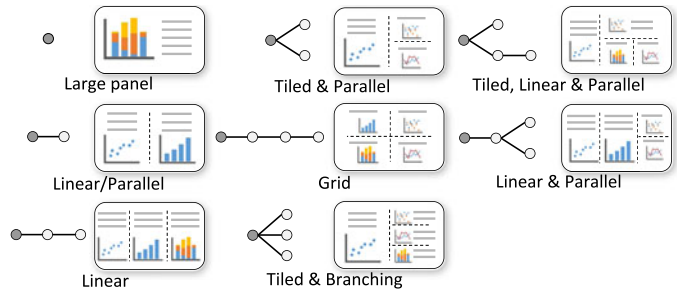 Large panel
Tiled & Parallel
Tiled, Linear & Parallel
Linear/Parallel
Grid
Linear & Parallel
Linear
Tiled & Branching